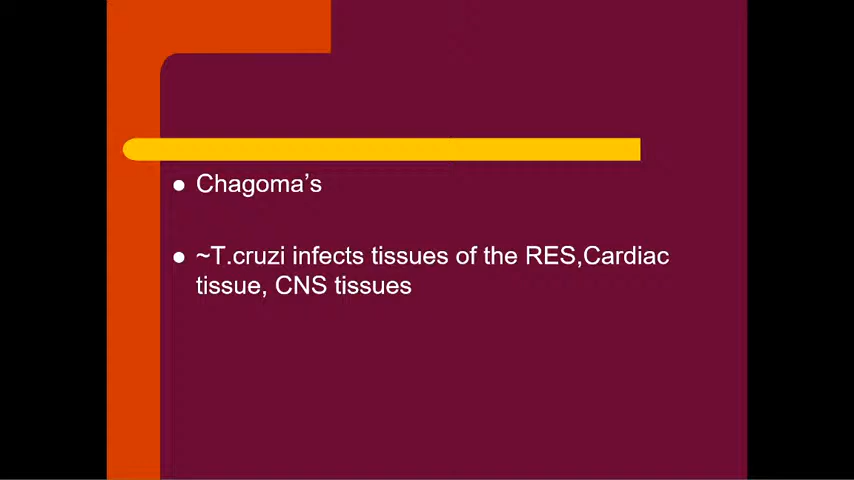 Chagoma’s
~T.cruzi infects tissues of the RES,Cardiac
tissue, CNS tissues